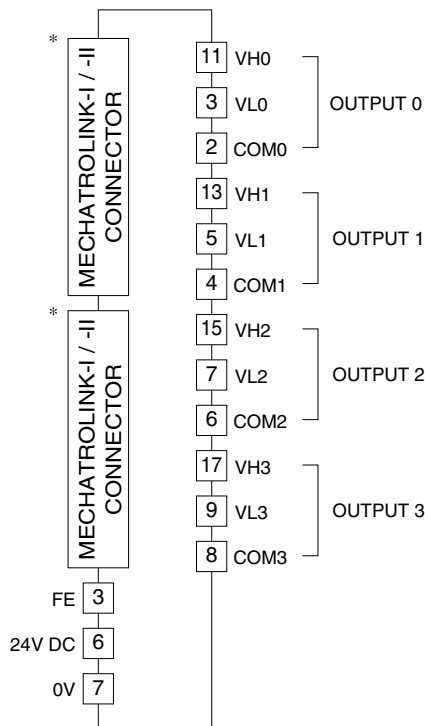 *
MECHATROLINK-I / -II
CONNECTOR
*
MECHATROLINK-I / -II
CONNECTOR
FE 3
24V DC 6
0V 7
11 VH0
3 VL0
2 COM0
OUTPUT 0
13 VH1
5 VL1
4 COM1
OUTPUT 1
15 VH2
7 VL2
6 COM2
OUTPUT 2
17 VH3
9 VL3
8 COM3
OUTPUT 3